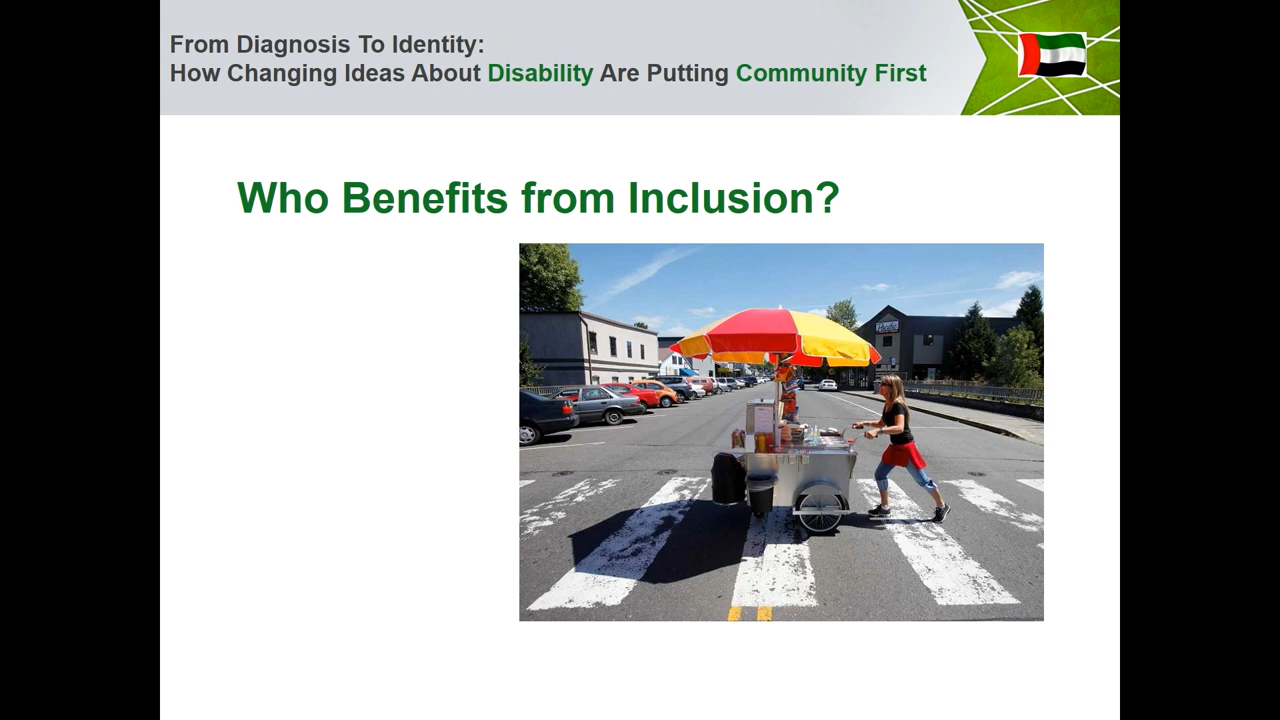 From Diagnosis To Identity:
How Changing Ideas About Disability Are Putting Community First
Who Benefits from Inclusion?